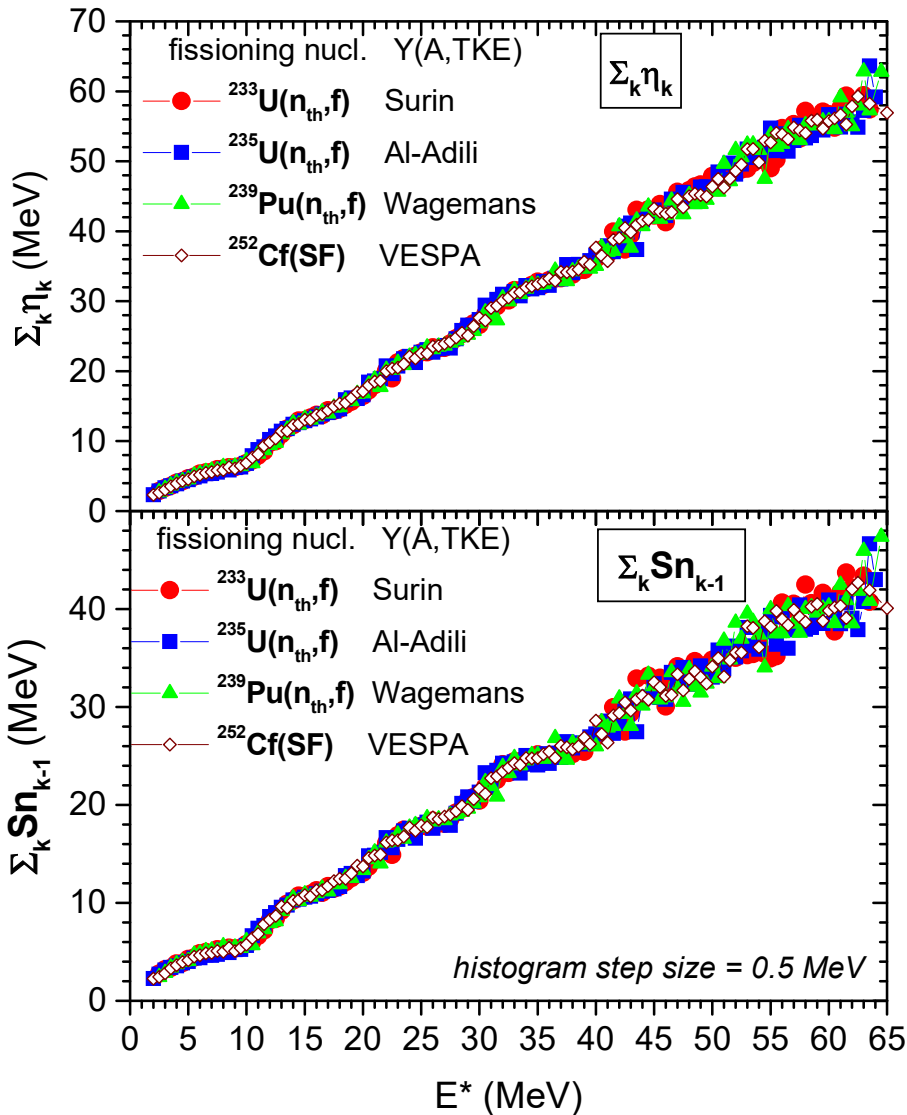 fissioning nucl. Y(A,TKE)
²³³U(nₜₕ,f) Surin
²³⁵U(nₜₕ,f) Al-Adili
²³⁹Pu(nₜₕ,f) Wagemans
²⁵²Cf(SF) VESPA
Σₖηₖ
Σₖηₖ (MeV)
70
60
50
40
30
20
10
0
fissioning nucl. Y(A,TKE)
²³³U(nₜₕ,f) Surin
²³⁵U(nₜₕ,f) Al-Adili
²³⁹Pu(nₜₕ,f) Wagemans
²⁵²Cf(SF) VESPA
ΣₖSnₖ₋₁
ΣₖSnₖ₋₁ (MeV)
40
30
20
10
0
histogram step size = 0.5 MeV
0 5 10 15 20 25 30 35 40 45 50 55 60 65
E* (MeV)